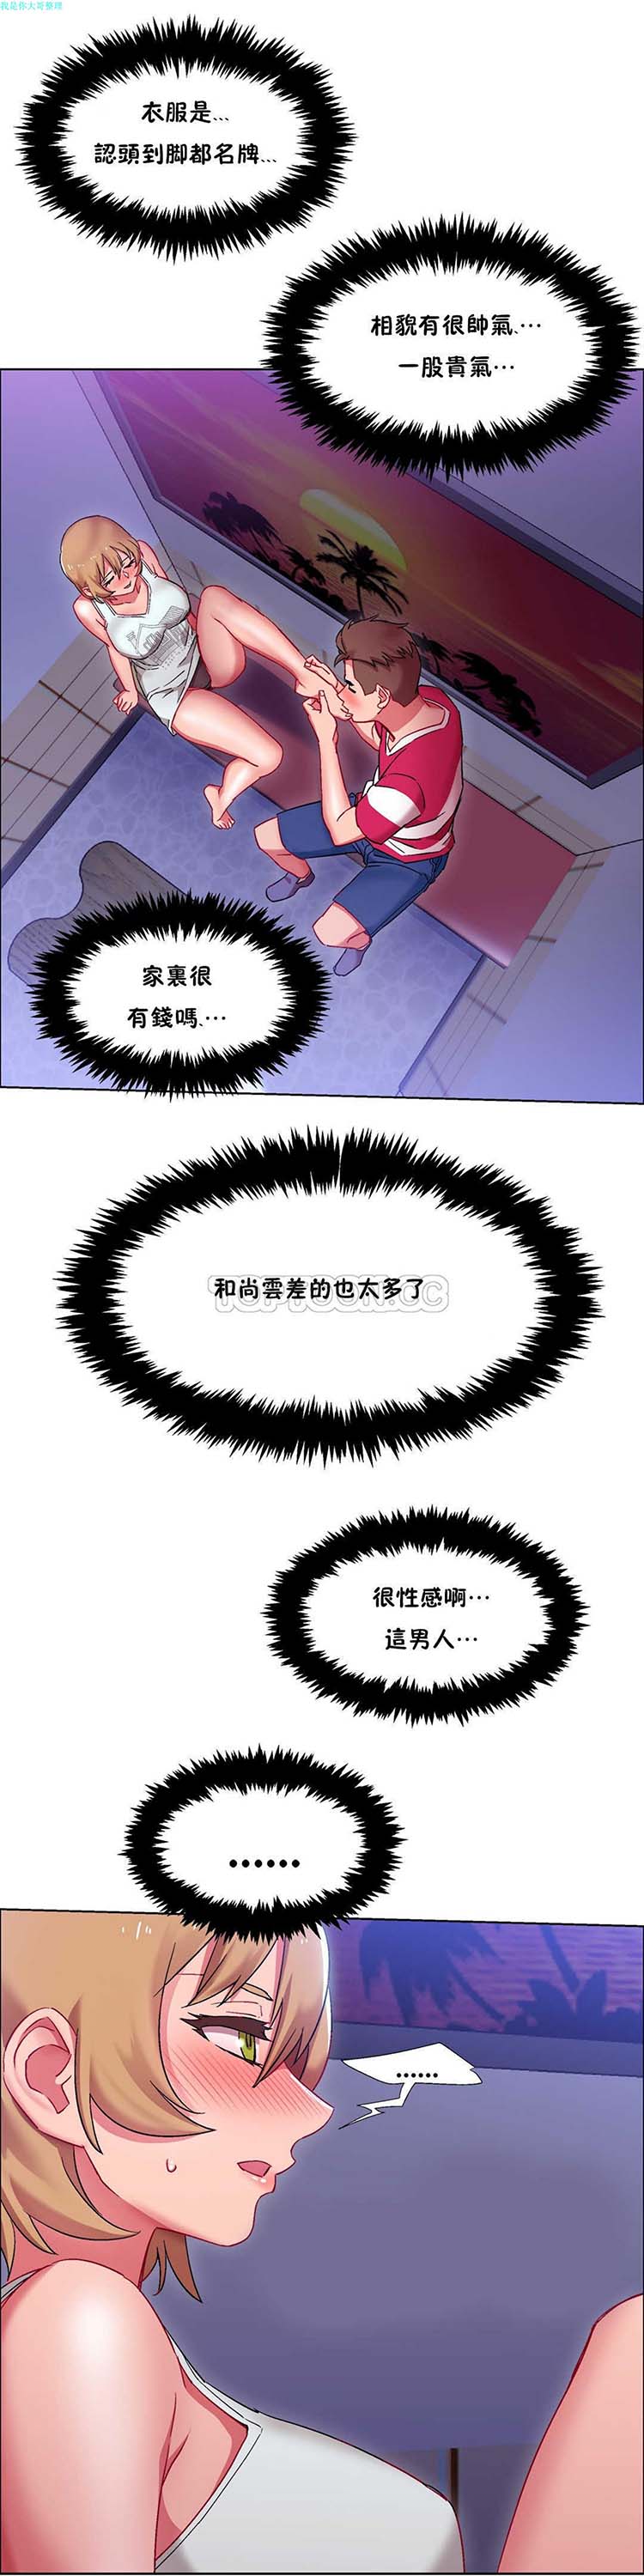 我是你大哥整理
衣服是...
認頭到脚都名牌...
相貌有很帥氣、…
一股貴氣…
家裏很
有錢嗎、…
和尚雲差的也太多了
TOPTOON.CC
很性感啊…
這男人…
......
......